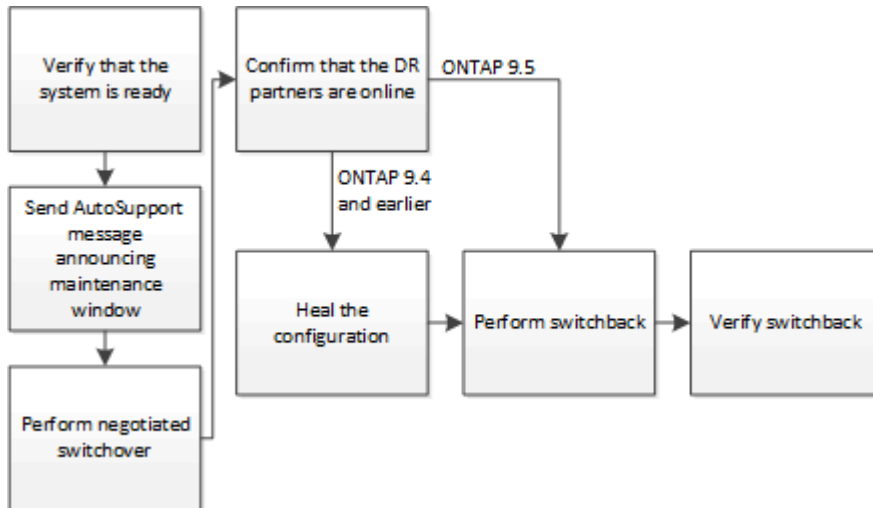 Verify that the
system is ready
Send AutoSupport
message
announcing
maintenance
window
Perform negotiated
switchover
Confirm that the DR
partners are online
ONTAP 9.5
ONTAP 9.4
and earlier
Heal the
configuration
Perform switchback
Verify switchback